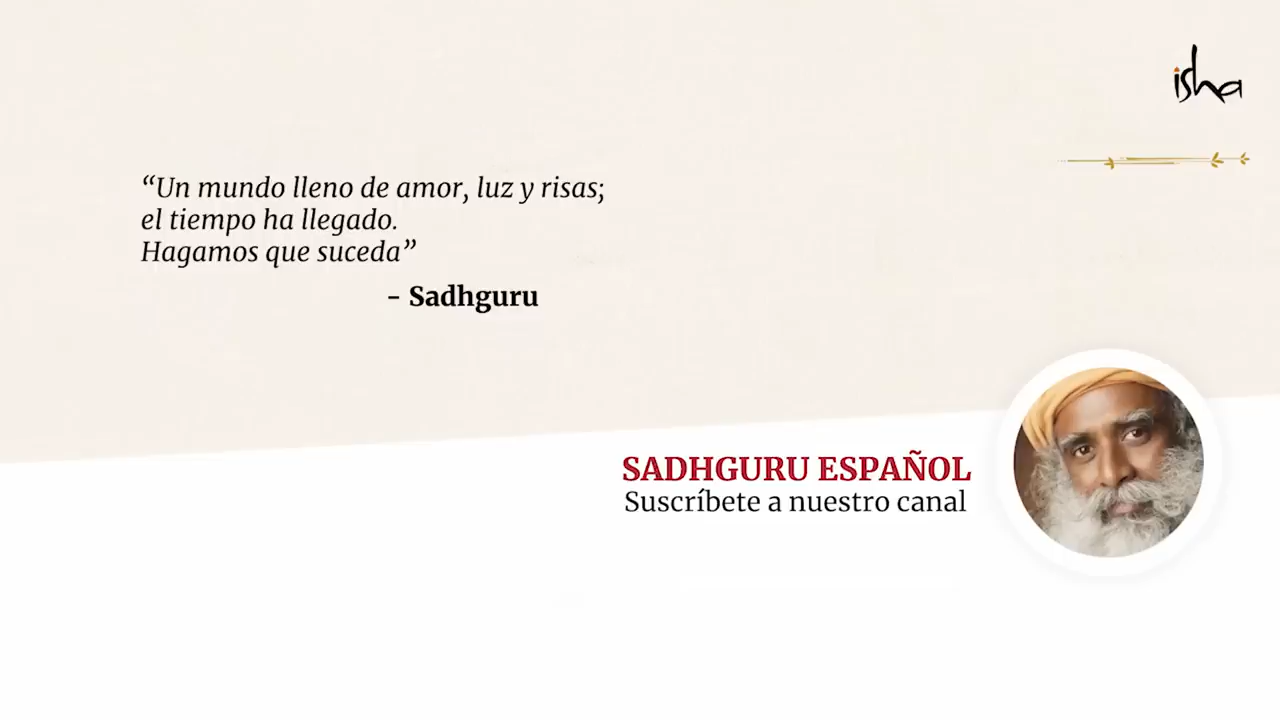 isha
“Un mundo lleno de amor, luz y risas;
el tiempo ha llegado.
Hagamos que suceda”
- Sadhguru
SADHGURU ESPAÑOL
Suscríbete a nuestro canal